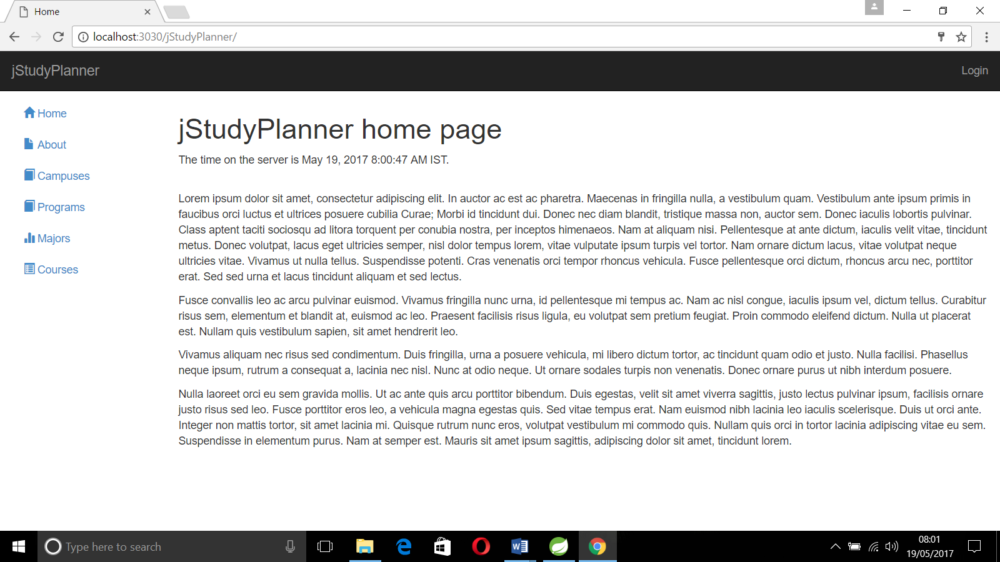 Home
localhost:3030/jStudyPlanner/
jStudyPlanner
Login
Home
About
Campuses
Programs
Majors
Courses
jStudyPlanner home page
The time on the server is May 19, 2017 8:00:47 AM IST.
Lorem ipsum dolor sit amet, consectetur adipiscing elit. In auctor ac est ac pharetra. Maecenas in fringilla nulla, a vestibulum quam. Vestibulum ante ipsum primis in
faucibus orci luctus et ultrices posuere cubilia Curae; Morbi id tincidunt dui. Donec nec diam blandit, tristique massa non, auctor sem. Donec iaculis lobortis pulvinar.
Class aptent taciti sociosqu ad litora torquent per conubia nostra, per inceptos himenaeos. Nam at aliquam nisi. Pellentesque at ante dictum, iaculis velit vitae, tincidunt
metus. Donec volutpat, lacus eget ultricies semper, nisl dolor tempus lorem, vitae vulputate ipsum turpis vel tortor. Nam ornare dictum lacus, vitae volutpat neque
ultricies vitae. Vivamus ut nulla tellus. Suspendisse potenti. Cras venenatis orci tempor rhoncus vehicula. Fusce pellentesque orci dictum, rhoncus arcu nec, porttitor
erat. Sed sed urna et lacus tincidunt aliquam et sed lectus.
Fusce convallis leo ac arcu pulvinar euismod. Vivamus fringilla nunc urna, id pellentesque mi tempus ac. Nam ac nisl congue, iaculis ipsum vel, dictum tellus. Curabitur
risus sem, elementum et blandit at, euismod ac leo. Praesent facilisis risus ligula, eu volutpat sem pretium feugiat. Proin commodo eleifend dictum. Nulla ut placerat
est. Nullam quis vestibulum sapien, sit amet hendrerit leo.
Vivamus aliquam nec risus sed condimentum. Duis fringilla, urna a posuere vehicula, mi libero dictum tortor, ac tincidunt quam odio et justo. Nulla facilisi. Phasellus
neque ipsum, rutrum a consequat a, lacinia nec nisl. Nunc at odio neque. Ut ornare sodales turpis non venenatis. Donec ornare purus ut nibh interdum posuere.
Nulla laoreet orci eu sem gravida mollis. Ut ac ante quis arcu porttitor bibendum. Duis egestas, velit sit amet viverra sagittis, justo lectus pulvinar ipsum, facilisis ornare
justo risus sed leo. Fusce porttitor eros leo, a vehicula magna egestas quis. Sed vitae tempus erat. Nam euismod nibh lacinia leo iaculis scelerisque. Duis ut orci ante.
Integer non mattis tortor, sit amet lacinia mi. Quisque rutrum nunc eros, volutpat vestibulum mi commodo quis. Nullam quis orci in tortor lacinia adipiscing vitae eu sem.
Suspendisse in elementum purus. Nam at semper est. Mauris sit amet ipsum sagittis, adipiscing dolor sit amet, tincidunt lorem.
Type here to search
08:01
19/05/2017